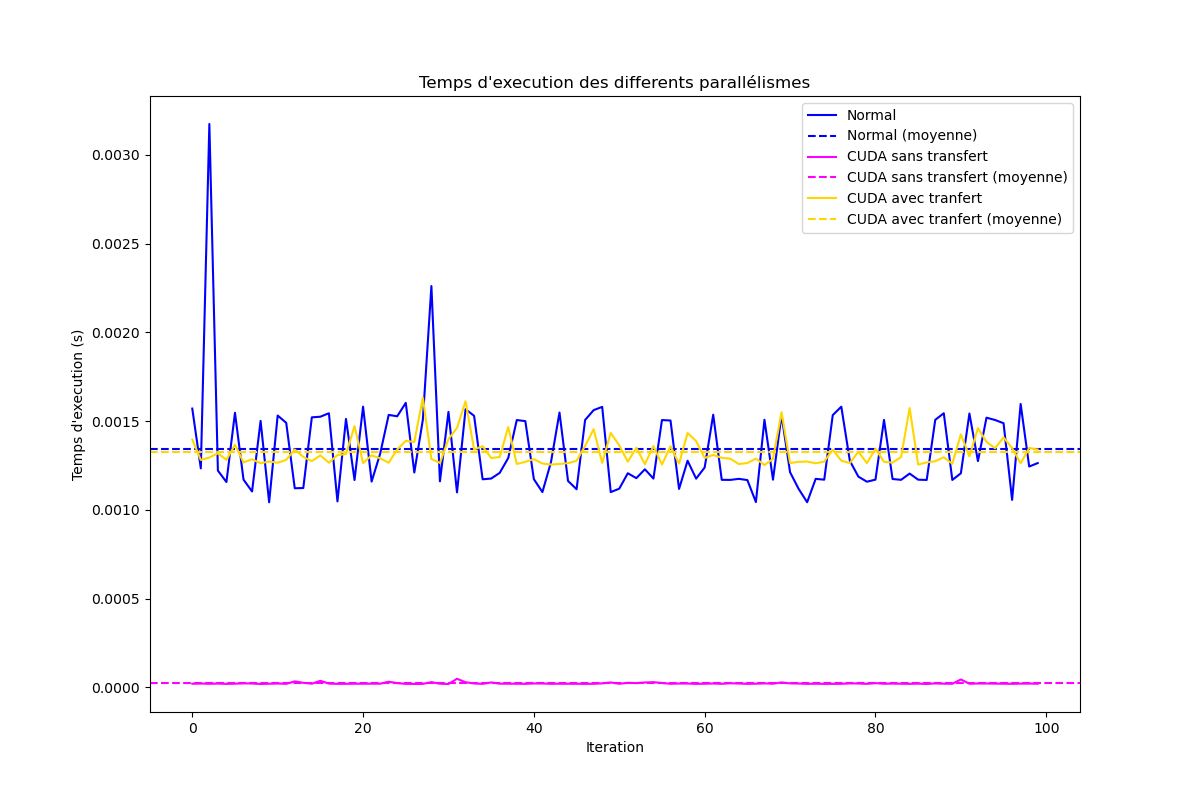 Temps d'execution des differents parallélismes
Normal
Normal (moyenne)
CUDA sans transfert
CUDA sans transfert (moyenne)
CUDA avec tranfert
CUDA avec tranfert (moyenne)
Temps d'execution (s)
0.0030
0.0025
0.0020
0.0015
0.0010
0.0005
0.0000
0 20 40 60 80 100
Iteration